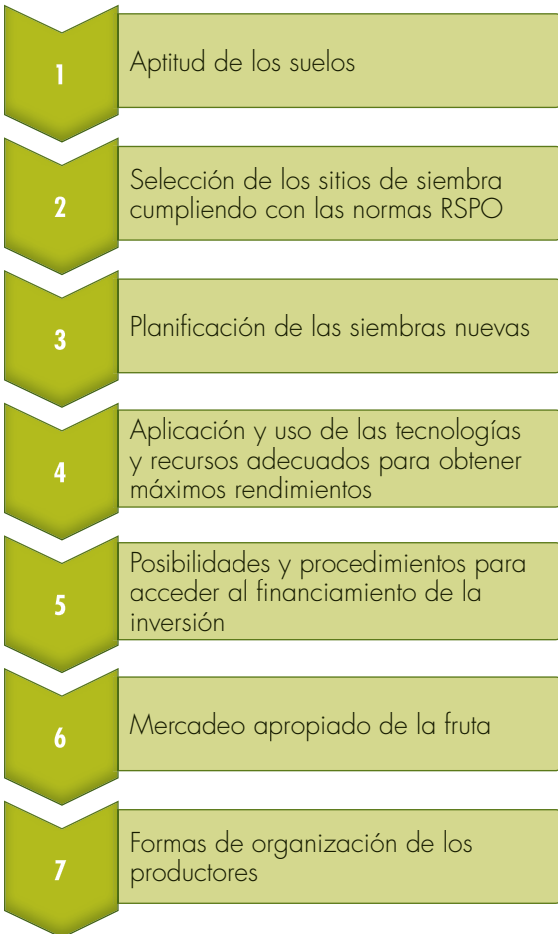 1
Aptitud de los suelos
2
Selección de los sitios de siembra
cumpliendo con las normas RSPO
3
Planificación de las siembras nuevas
4
Aplicación y uso de las tecnologías
y recursos adecuados para obtener
máximos rendimientos
5
Posibilidades y procedimientos para
acceder al financiamiento de la
inversión
6
Mercadeo apropiado de la fruta
7
Formas de organización de los
productores